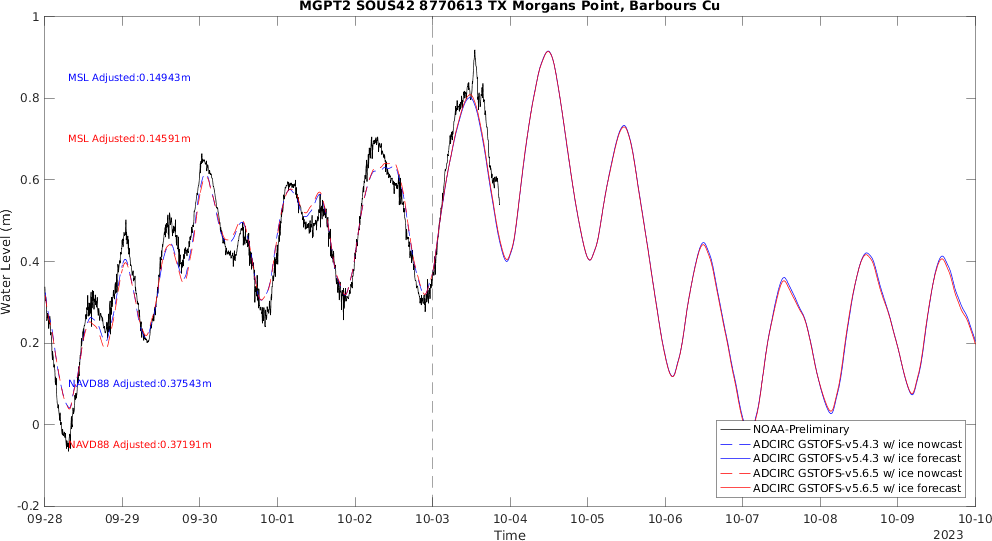 MGPT2 SOUS42 8770613 TX Morgans Point, Barbours Cu
1
0.8
0.6
0.4
0.2
0
-0.2
Water Level (m)
MSL Adjusted:0.14943m
MSL Adjusted:0.14591m
NAVD88 Adjusted:0.37543m
NAVD88 Adjusted:0.37191m
NOAA-Preliminary
ADCIRC GSTOFS-v5.4.3 w/ ice nowcast
ADCIRC GSTOFS-v5.4.3 w/ ice forecast
ADCIRC GSTOFS-v5.6.5 w/ ice nowcast
ADCIRC GSTOFS-v5.6.5 w/ ice forecast
09-28 09-29 09-30 10-01 10-02 10-03 10-04 10-05 10-06 10-07 10-08 10-09 10-10
Time
2023